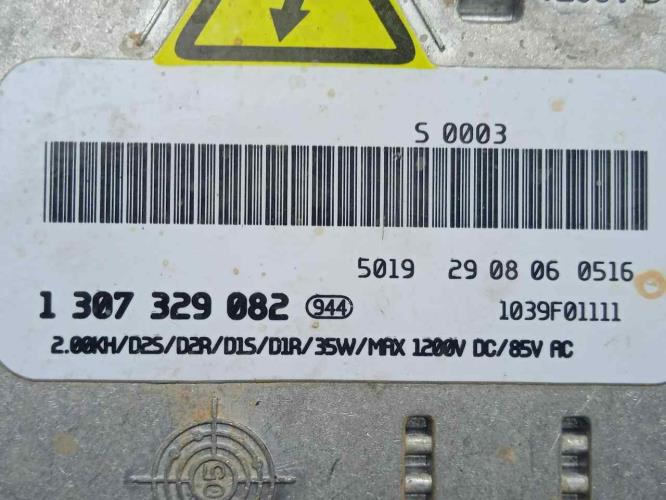 S 0003
5019 29 08 06 0516
1 307 329 082 944 1039F01111
2.00KH/D2S/D2R/D1S/D1R/35W/MAX 1200V DC/85V AC
05